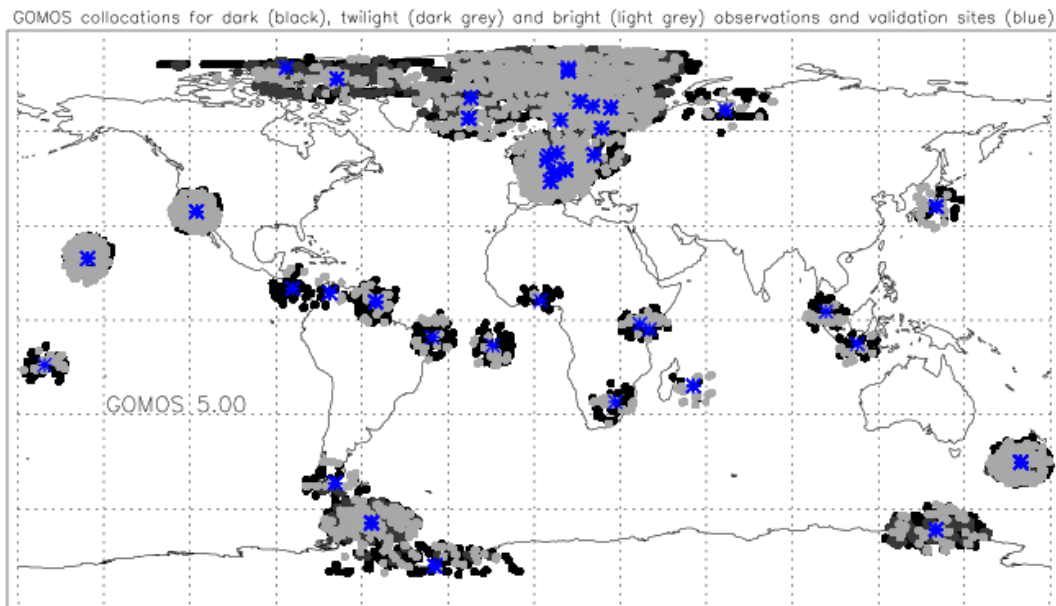 GOMOS collocations for dark (black), twilight (dark grey) and bright (light grey) observations and validation sites (blue)
GOMOS 5.00